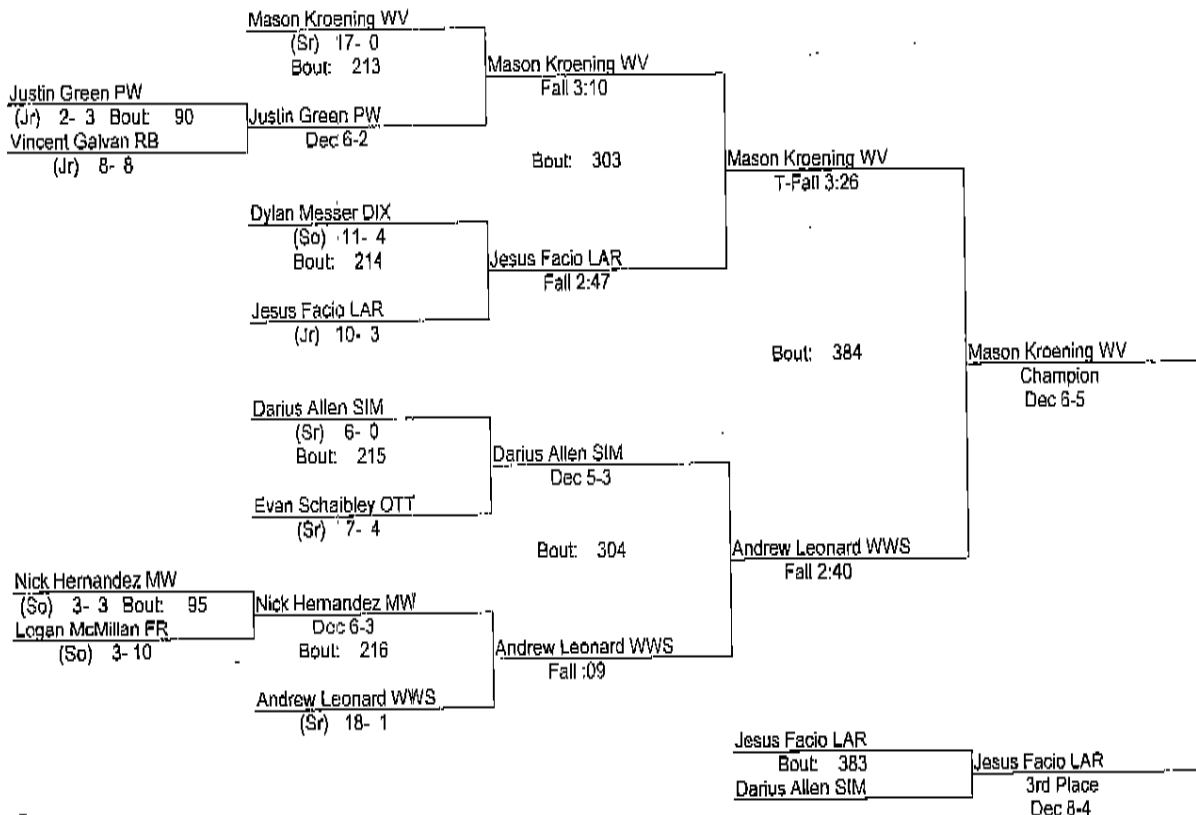 Mason Kroening WV
(Sr) 17- 0
Bout: 213
Mason Kroening WV
Fall 3:10
Justin Green PW
(Jr) 2- 3 Bout: 90
Vincent Galvan RB
(Jr) 8- 8
Justin Green PW
Dec 6-2
Bout: 303
Mason Kroening WV
T-Fall 3:26
Dylan Messer DIX
(So) 11- 4
Bout: 214
Jesus Facio LAR
Fall 2:47
Jesus Facio LAR
(Jr) 10- 3
Bout: 384
Mason Kroening WV
Champion
Dec 6-5
Darius Allen SIM
(Sr) 6- 0
Bout: 215
Darius Allen SIM
Dec 5-3
Evan Schaibley OTT
(Sr) 7- 4
Bout: 304
Andrew Leonard WWS
Fall 2:40
Nick Hernandez MW
(So) 3- 3 Bout: 95
Logan McMillan FR
(So) 3- 10
Nick Hernandez MW
Dec 6-3
Bout: 216
Andrew Leonard WWS
Fall :09
Andrew Leonard WWS
(Sr) 18- 1
Jesus Facio LAR
Bout: 383
Darius Allen SIM
Jesus Facio LAR
3rd Place
Dec 8-4